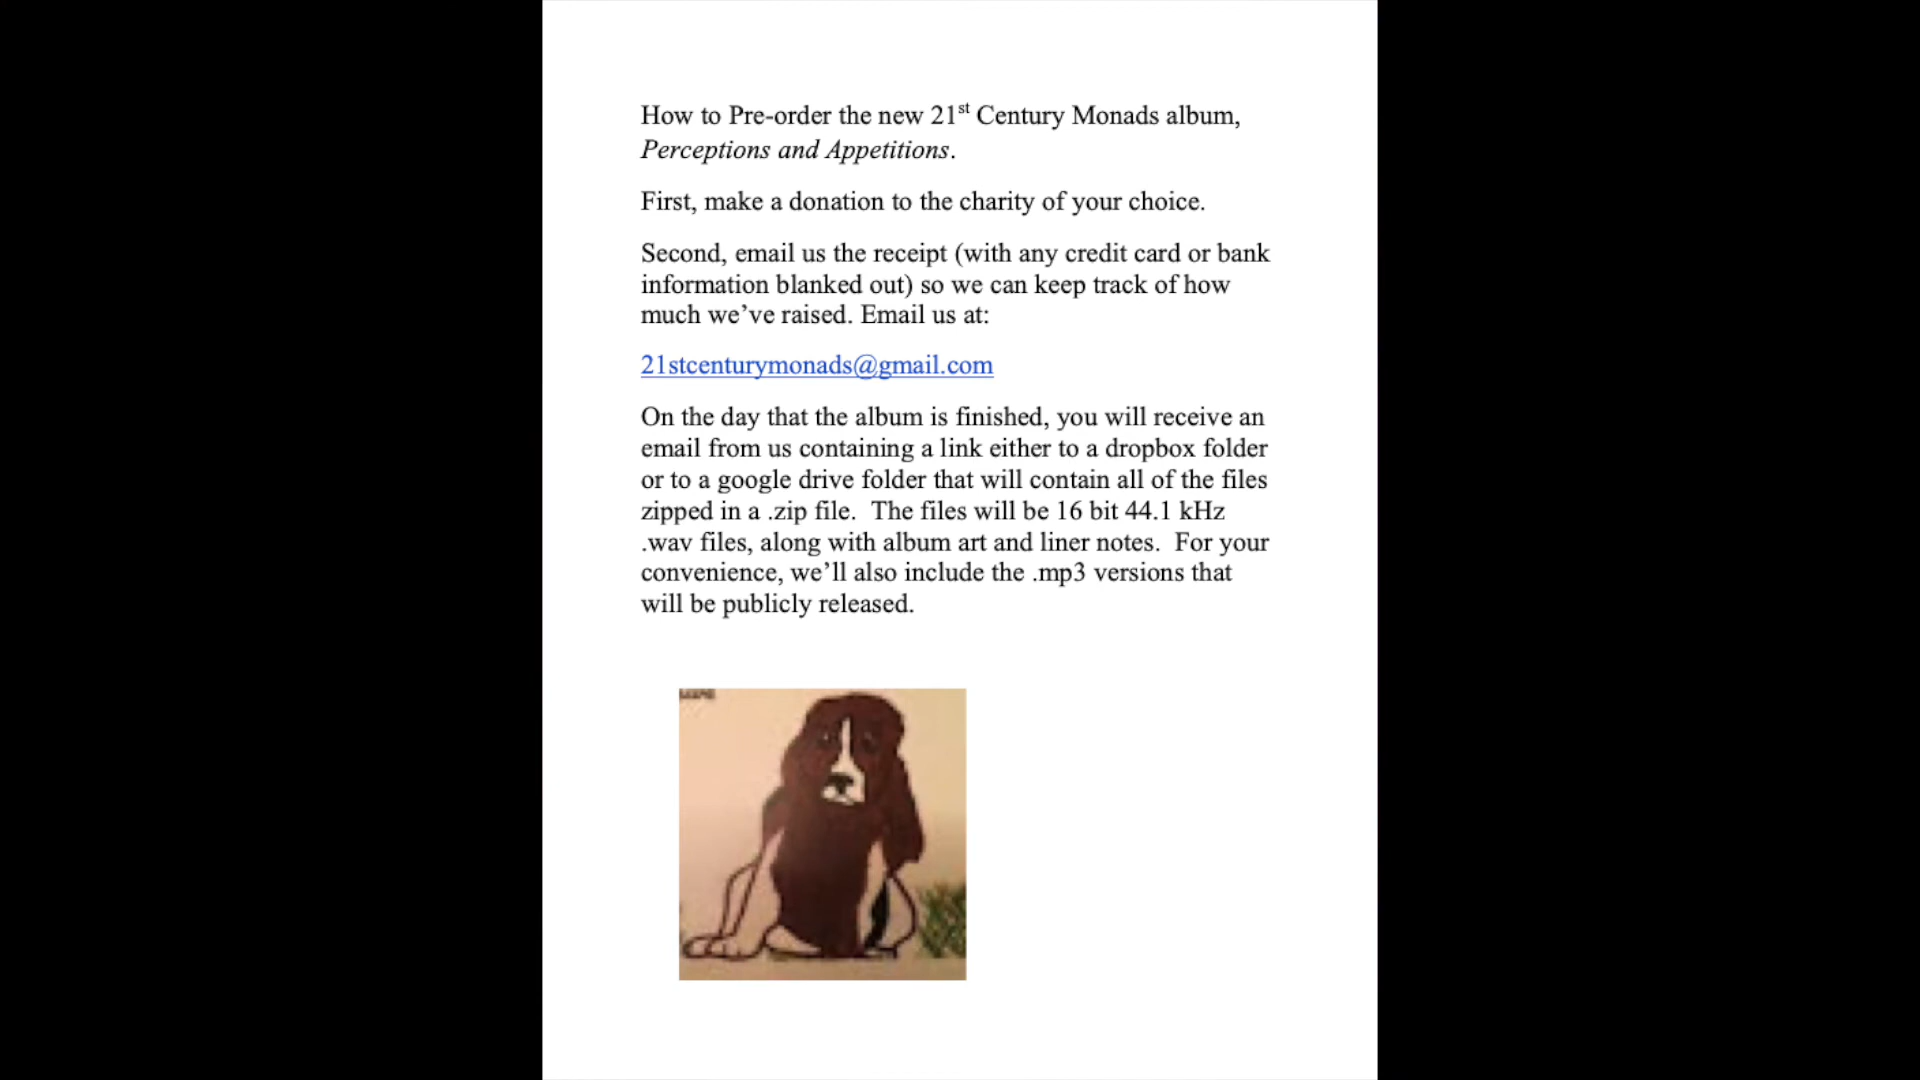 How to Pre-order the new 21st Century Monads album,
Perceptions and Appetitions.
First, make a donation to the charity of your choice.
Second, email us the receipt (with any credit card or bank
information blanked out) so we can keep track of how
much we’ve raised. Email us at:
21stcenturymonads@gmail.com
On the day that the album is finished, you will receive an
email from us containing a link either to a dropbox folder
or to a google drive folder that will contain all of the files
zipped in a .zip file.  The files will be 16 bit 44.1 kHz
.wav files, along with album art and liner notes.  For your
convenience, we’ll also include the .mp3 versions that
will be publicly released.